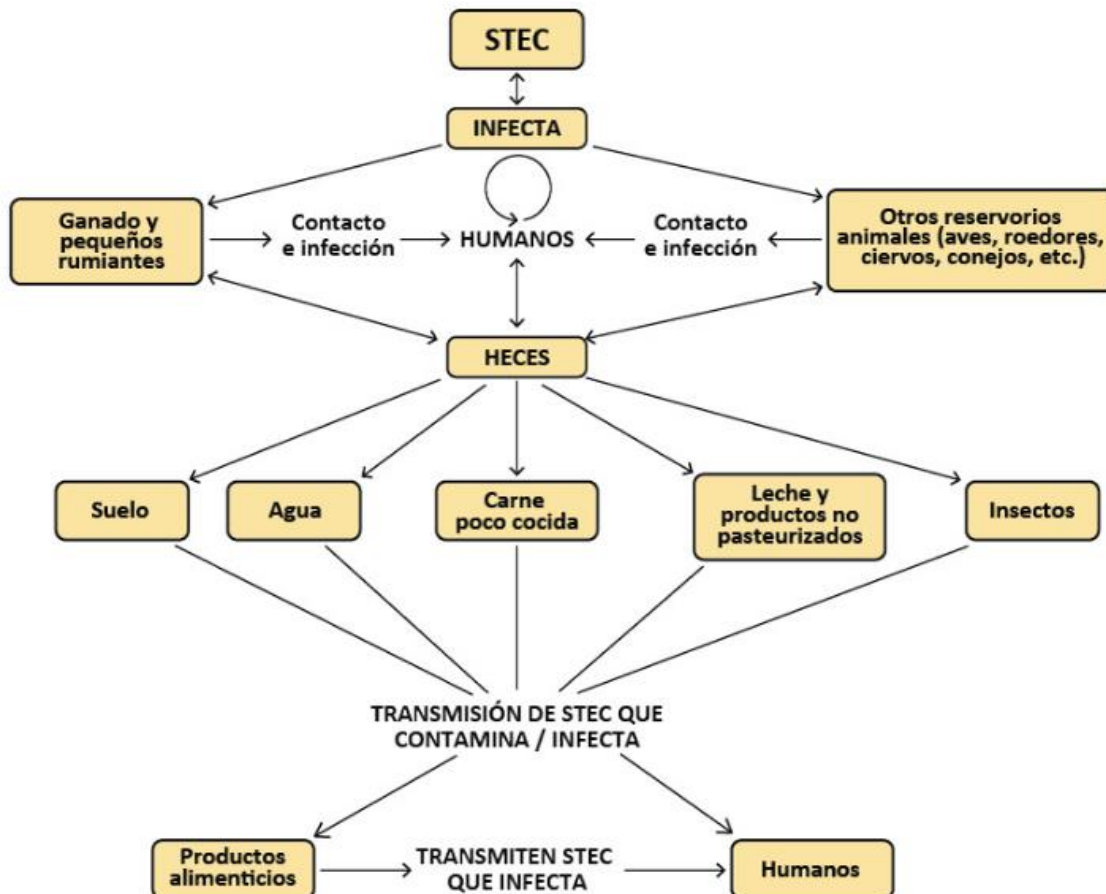 STEC
INFECTA
Ganado y
pequeños
rumiantes
Contacto
e infección
HUMANOS
Contacto
e infección
Otros reservorios
animales (aves, roedores,
ciervos, conejos, etc.)
HECES
Suelo
Agua
Carne
poco cocida
Leche y
productos no
pasteurizados
Insectos
TRANSMISIÓN DE STEC QUE
CONTAMINA / INFECTA
Productos
alimenticios
TRANSMITEN STEC
QUE INFECTA
Humanos